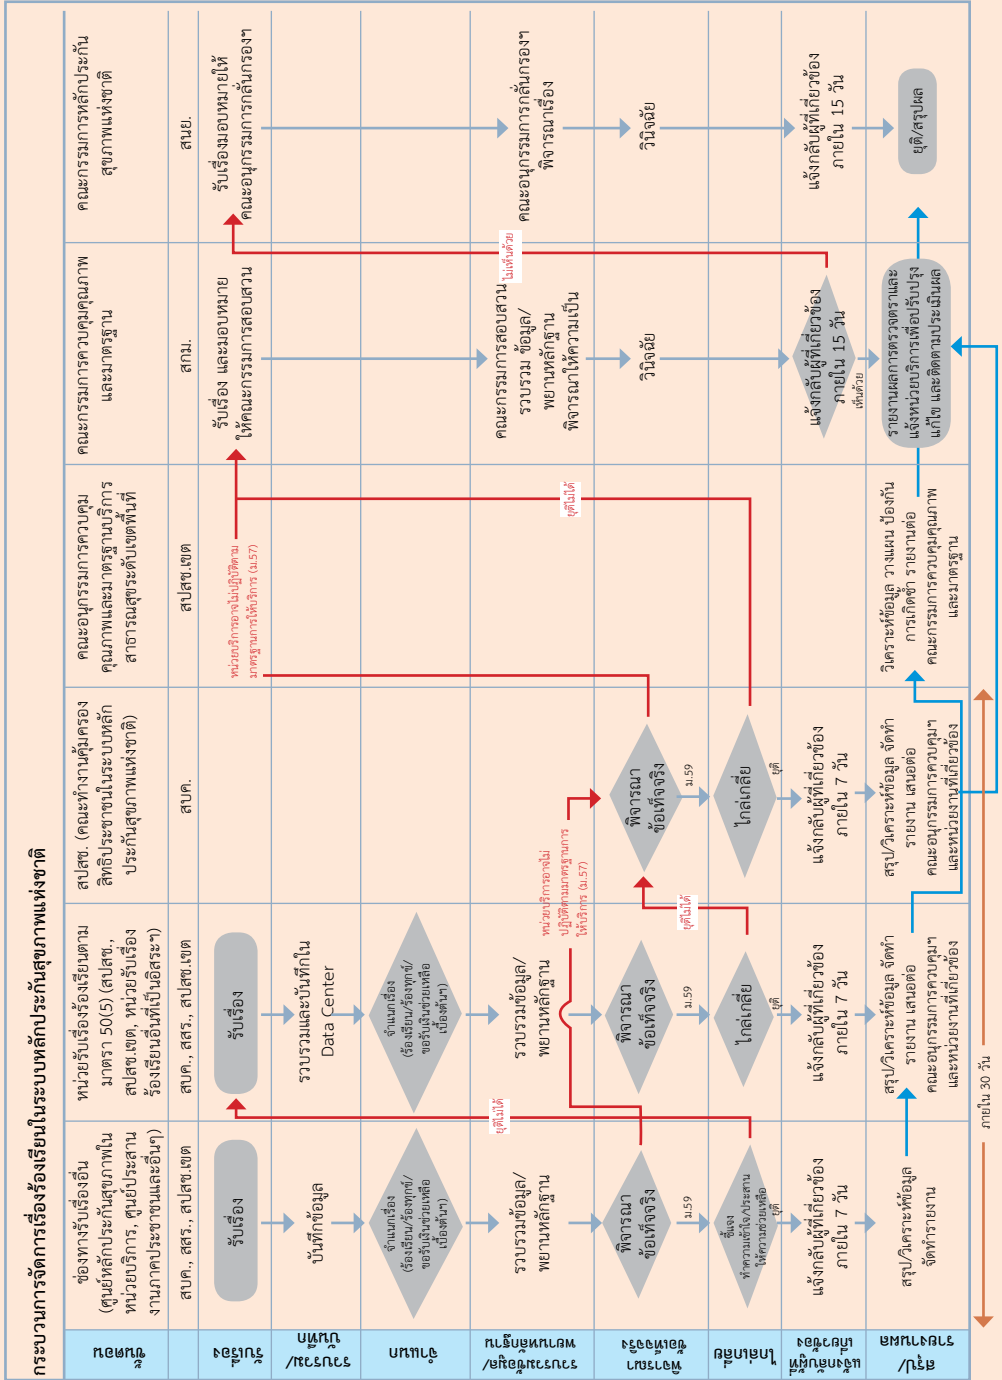 กระบวนการจัดการเรื่องร้องเรียนในระบบหลักประกันสุขภาพแห่งชาติ
ขั้นตอน
ช่องทางรับเรื่องอื่น
(ศูนย์หลักประกันสุขภาพใน
หน่วยบริการ, ศูนย์ประสาน
งานภาคประชาชนและอื่นๆ)
หน่วยรับเรื่องร้องเรียนตาม
มาตรา 50(5) (สปสช.,
สปสช.เขต, หน่วยรับเรื่อง
ร้องเรียนอื่นที่เป็นอิสระฯ)
สปสช. (คณะทำงานคุ้มครอง
สิทธิประชาชนในระบบหลัก
ประกันสุขภาพแห่งชาติ)
คณะอนุกรรมการควบคุม
คุณภาพและมาตรฐานบริการ
สาธารณสุขระดับเขตพื้นที่
คณะกรรมการควบคุมคุณภาพ
และมาตรฐาน
คณะกรรมการหลักประกัน
สุขภาพแห่งชาติ
สบค., สสร., สปสช.เขต
สบค., สสร., สปสช.เขต
สบค.
สปสช.เขต
สกม.
สนย.
รับเรื่อง
รับเรื่อง
รับเรื่อง
หน่วยบริการอาจไม่ปฏิบัติตาม
มาตรฐานการให้บริการ (ม.57)
รับเรื่อง และมอบหมาย
ให้คณะกรรมการสอบสวน
รับเรื่องมอบหมายให้
คณะอนุกรรมการกลั่นกรองฯ
รวบรวม/
บันทึก
บันทึกข้อมูล
รวบรวมและบันทึกใน
Data Center
จำแนก
จำแนกเรื่อง
(ร้องเรียน/ร้องทุกข์/
ขอรับเงินช่วยเหลือ
เบื้องต้นฯ)
จำแนกเรื่อง
(ร้องเรียน/ร้องทุกข์/
ขอรับเงินช่วยเหลือ
เบื้องต้นฯ)
รวบรวมข้อมูล/
พยานหลักฐาน
รวบรวมข้อมูล/
พยานหลักฐาน
ยุติไม่ได้
รวบรวมข้อมูล/
พยานหลักฐาน
หน่วยบริการอาจไม่
ปฏิบัติตามมาตรฐานการ
ให้บริการ (ม.57)
ยุติไม่ได้
คณะกรรมการสอบสวน
รวบรวม ข้อมูล/
พยานหลักฐาน
พิจารณาให้ความเป็น
ไม่เห็นด้วย
คณะอนุกรรมการกลั่นกรองฯ
พิจารณาเรื่อง
พิจารณา
ข้อเท็จจริง
พิจารณา
ข้อเท็จจริง
ม.59
พิจารณา
ข้อเท็จจริง
ม.59
ยุติไม่ได้
พิจารณา
ข้อเท็จจริง
ม.59
วินิจฉัย
วินิจฉัย
ไกล่เกลี่ย
ชี้แจง
ทำความเข้าใจ/ประสาน
ให้ความช่วยเหลือ
ยุติ
ไกล่เกลี่ย
ยุติ
ไกล่เกลี่ย
ยุติ
แจ้งกลับผู้ที่
เกี่ยวข้อง
แจ้งกลับผู้ที่เกี่ยวข้อง
ภายใน 7 วัน
แจ้งกลับผู้ที่เกี่ยวข้อง
ภายใน 7 วัน
แจ้งกลับผู้ที่เกี่ยวข้อง
ภายใน 7 วัน
แจ้งกลับผู้ที่เกี่ยวข้อง
ภายใน 15 วัน
เห็นด้วย
แจ้งกลับผู้ที่เกี่ยวข้อง
ภายใน 15 วัน
สรุป/
รายงานผล
สรุป/วิเคราะห์ข้อมูล
จัดทำรายงาน
สรุป/วิเคราะห์ข้อมูล จัดทำ
รายงาน เสนอต่อ
คณะอนุกรรมการควบคุมฯ
และหน่วยงานที่เกี่ยวข้อง
สรุป/วิเคราะห์ข้อมูล จัดทำ
รายงาน เสนอต่อ
คณะอนุกรรมการควบคุมฯ
และหน่วยงานที่เกี่ยวข้อง
วิเคราะห์ข้อมูล วางแผน ป้องกัน
การเกิดซ้ำ รายงานต่อ
คณะกรรมการควบคุมคุณภาพ
และมาตรฐาน
รายงานผลการตรวจตราและ
แจ้งหน่วยบริการเพื่อปรับปรุง
แก้ไข และติดตามประเมินผล
ยุติ/สรุปผล
ภายใน 30 วัน